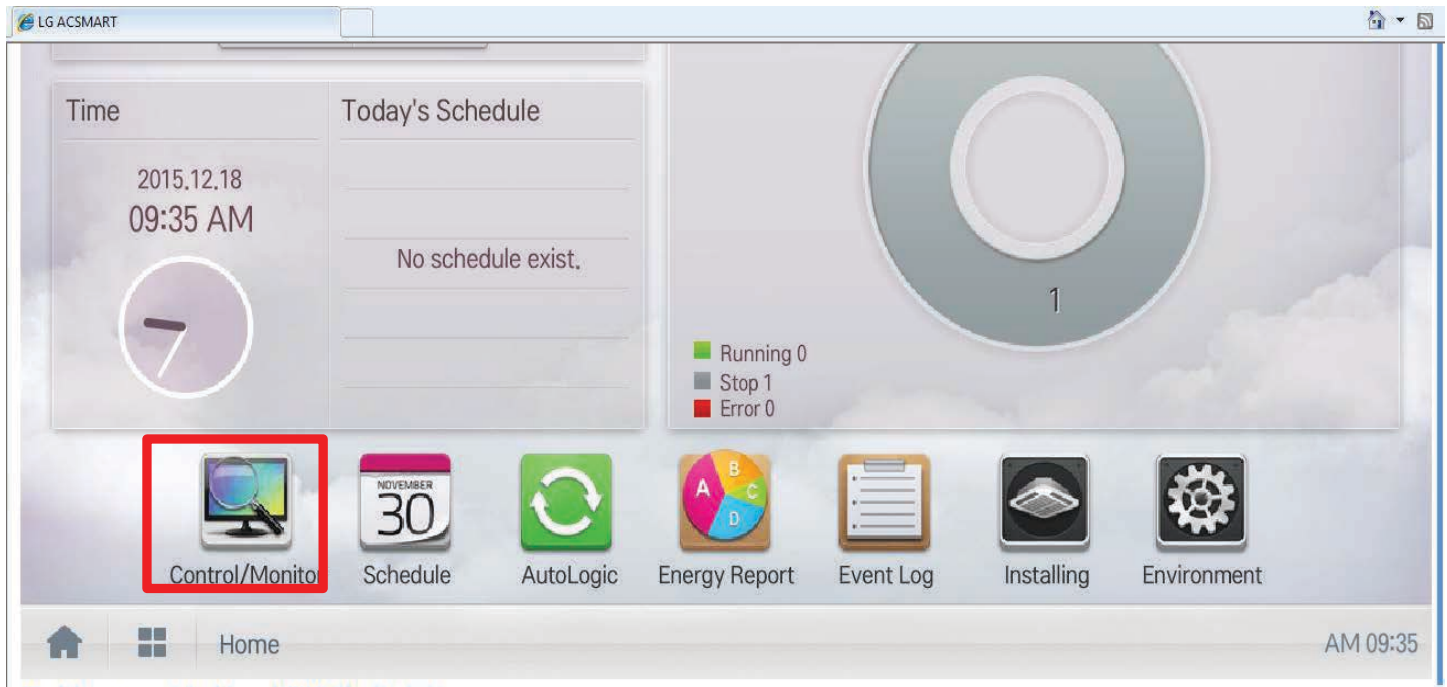 LG ACSMART
Time
Today's Schedule
2015.12.18
09:35 AM
No schedule exist.
1
Running 0
Stop 1
Error 0
NOVEMBER
30
A
B
C
D
Control/Monitor
Schedule
AutoLogic
Energy Report
Event Log
Installing
Environment
Home
AM 09:35